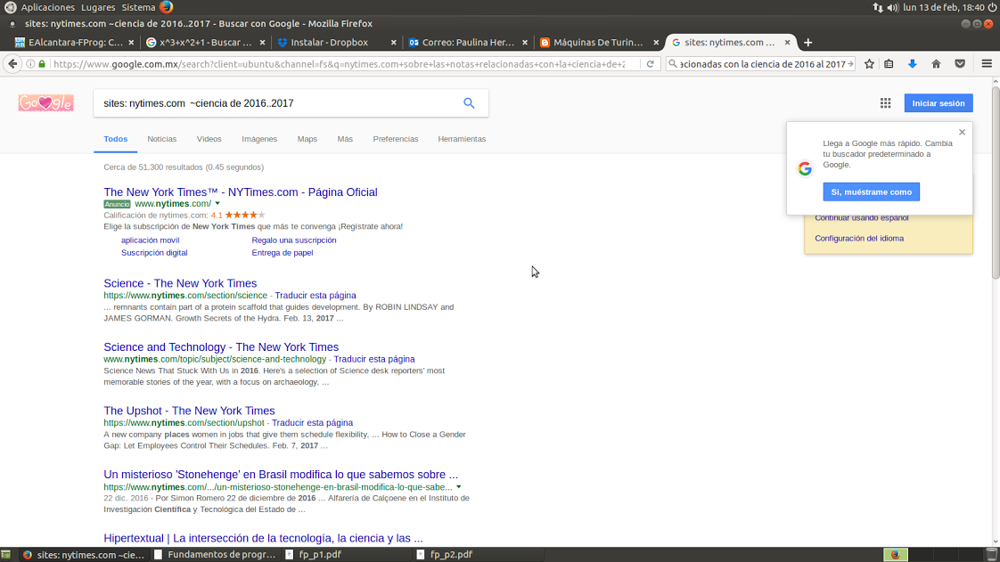 Aplicaciones Lugares Sistema lun 13 de feb, 18:40
sites: nytimes.com ~ciencia de 2016..2017 - Buscar con Google - Mozilla Firefox
EAlcantara-FProg: C... x^3+x^2+1 - Buscar ... Instalar - Dropbox Correo: Paulina Her... Máquinas De Turin... sites: nytimes.com ...
https://www.google.com.mx/search?client=ubuntu&channel=fs&q=nytimes.com+sobre+las+notas+relacionadas+con+la+ciencia+de+2 acionadas con la ciencia de 2016 al 2017
Google
sites: nytimes.com ~ciencia de 2016..2017
Iniciar sesión
Todos Noticias Videos Imágenes Maps Más Preferencias Herramientas
Llega a Google más rápido. Cambia
tu buscador predeterminado a
Google.
Sí, muéstrame como
Continuar usando español
Configuración del idioma
Cerca de 51,300 resultados (0.45 segundos)
The New York Times™ - NYTimes.com - Página Oficial
Anuncio www.nytimes.com/
Calificación de nytimes.com: 4.1
Elige la subscripción de New York Times que más te convenga ¡Regístrate ahora!
aplicación movil Regalo una suscripción
Suscripción digital Entrega de papel
Science - The New York Times
https://www.nytimes.com/section/science - Traducir esta página
... remnants contain part of a protein scaffold that guides development. By ROBIN LINDSAY and
JAMES GORMAN. Growth Secrets of the Hydra. Feb. 13, 2017 ...
Science and Technology - The New York Times
www.nytimes.com/topic/subject/science-and-technology - Traducir esta página
Science News That Stuck With Us in 2016. Here's a selection of Science desk reporters' most
memorable stories of the year, with a focus on archaeology, ...
The Upshot - The New York Times
https://www.nytimes.com/section/upshot - Traducir esta página
A new company places women in jobs that give them schedule flexibility, ... How to Close a Gender
Gap: Let Employees Control Their Schedules. Feb. 7, 2017 ...
Un misterioso 'Stonehenge' en Brasil modifica lo que sabemos sobre ...
https://www.nytimes.com/.../un-misterioso-stonehenge-en-brasil-modifica-lo-que-sabe...
22 dic. 2016 - Por Simon Romero 22 de diciembre de 2016 ... Alfarería de Calçoene en el Instituto de
Investigación Científica y Tecnológica del Estado de ...
Hipertextual | La intersección de la tecnología, la ciencia y las ...
sites: nytimes.com ~cie... Fundamentos de progr... fp_p1.pdf fp_p2.pdf